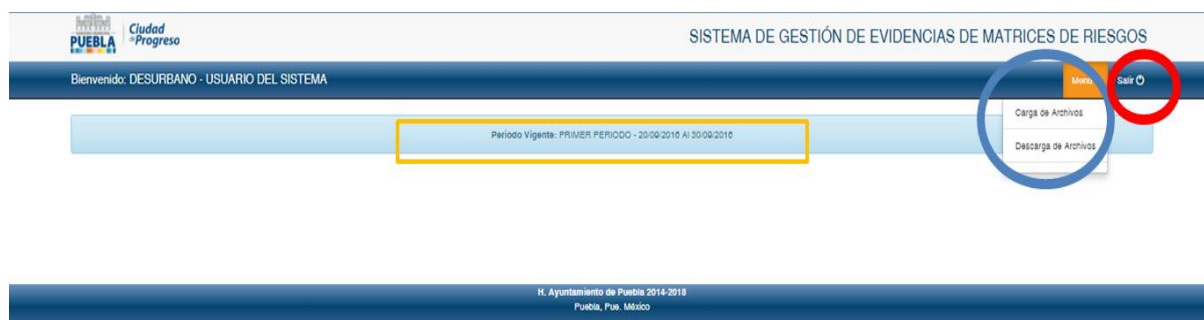 PUEBLA
Ciudad
de Progreso
SISTEMA DE GESTIÓN DE EVIDENCIAS DE MATRICES DE RIESGOS
Bienvenido: DESURBANO - USUARIO DEL SISTEMA
Menú
Salir
Carga de Archivos
Descarga de Archivos
Periodo Vigente: PRIMER PERIODO - 20/09/2016 Al 30/09/2016
H. Ayuntamiento de Puebla 2014-2018
Puebla, Pue. México